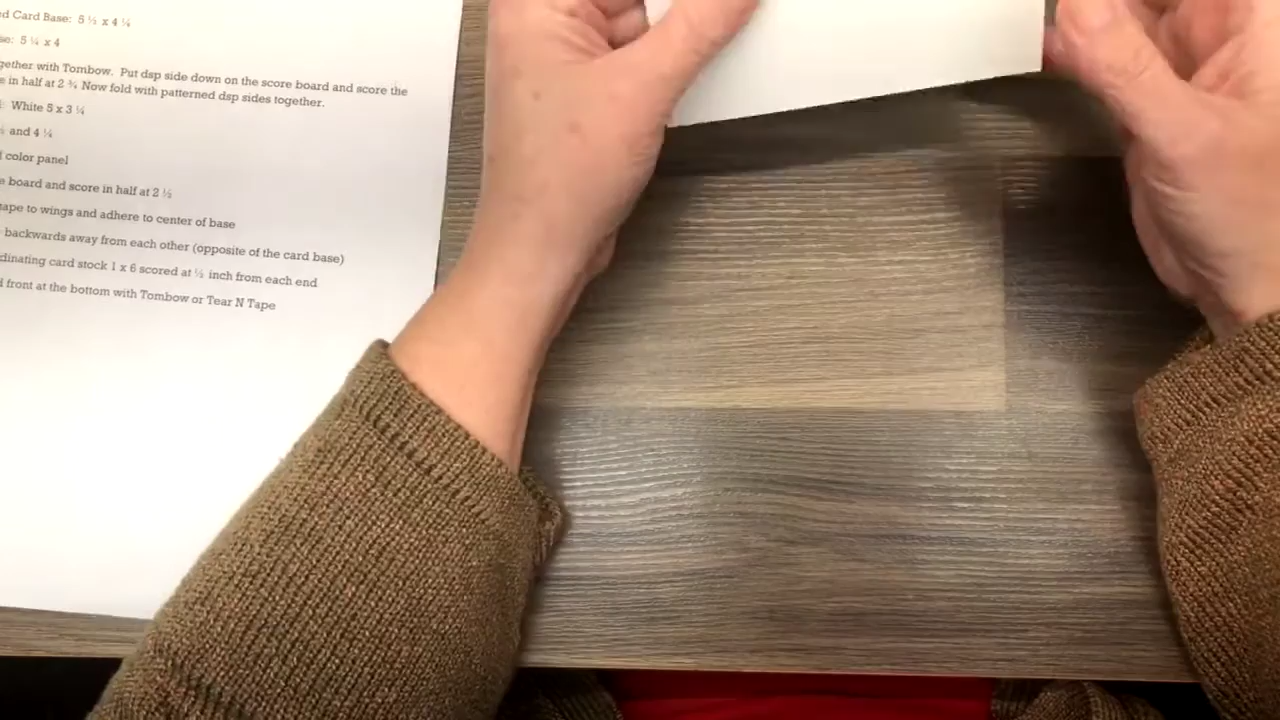 d Card Base: 5 ½ x 4 ¼
se: 5 ¼ x 4
gether with Tombow. Put dsp side down on the score board and score the
e in half at 2 ¾ Now fold with patterned dsp sides together.
: White 5 x 3 ¼
and 4 ¼
color panel
e board and score in half at 2 ½
tape to wings and adhere to center of base
backwards away from each other (opposite of the card base)
dinating card stock 1 x 6 scored at ½ inch from each end
d front at the bottom with Tombow or Tear N Tape